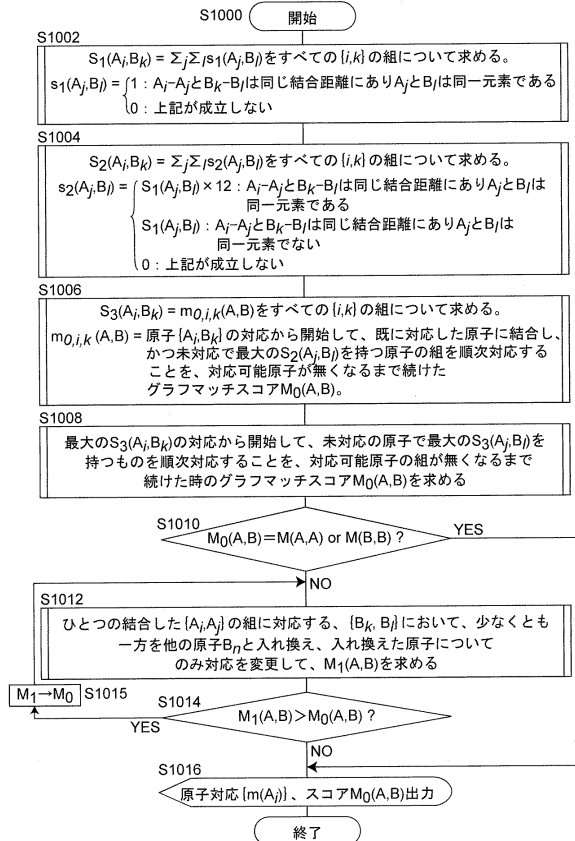 S1000
開始
S1002
S₁(Aᵢ,Bₖ) = ΣⱼΣₗs₁(Aⱼ,Bₗ)をすべての{i,k}の組について求める。
s₁(Aⱼ,Bₗ) = {1：Aᵢ−AⱼとBₖ−Bₗは同じ結合距離にありAⱼとBₗは同一元素である
0：上記が成立しない
S1004
S₂(Aᵢ,Bₖ) = ΣⱼΣₗs₂(Aⱼ,Bₗ)をすべての{i,k}の組について求める。
s₂(Aⱼ,Bₗ) = { S₁(Aⱼ,Bₗ)×12：Aᵢ−AⱼとBₖ−Bₗは同じ結合距離にありAⱼとBₗは
同一元素である
S₁(Aⱼ,Bₗ)：Aᵢ−AⱼとBₖ−Bₗは同じ結合距離にありAⱼとBₗは
同一元素でない
0：上記が成立しない
S1006
S₃(Aᵢ,Bₖ) = m₀,ᵢ,ₖ(A,B)をすべての{i,k}の組について求める。
m₀,ᵢ,ₖ(A,B) = 原子{Aᵢ,Bₖ}の対応から開始して、既に対応した原子に結合し、
かつ未対応で最大のS₂(Aⱼ,Bₗ)を持つ原子の組を順次対応する
ことを、対応可能原子が無くなるまで続けた
グラフマッチスコアM₀(A,B)。
S1008
最大のS₃(Aᵢ,Bₖ)の対応から開始して、未対応の原子で最大のS₃(Aⱼ,Bₗ)を
持つものを順次対応することを、対応可能原子の組が無くなるまで
続けた時のグラフマッチスコアM₀(A,B)を求める
S1010
M₀(A,B)＝M(A,A) or M(B,B)？
YES
NO
S1012
ひとつの結合した{Aᵢ,Aⱼ}の組に対応する、{Bₖ, Bₗ}において、少なくとも
一方を他の原子Bₙと入れ換え、入れ換えた原子について
のみ対応を変更して、M₁(A,B)を求める
M₁→M₀ S1015
S1014
M₁(A,B)>M₀(A,B)？
YES
NO
S1016
原子対応{m(Aᵢ)}、スコアM₀(A,B)出力
終了